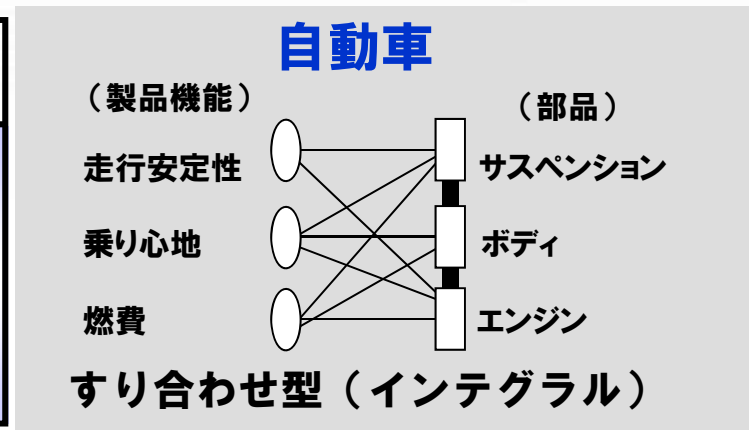 自動車
（製品機能）
（部品）
走行安定性
サスペンション
乗り心地
ボディ
燃費
エンジン
すり合わせ型（インテグラル）